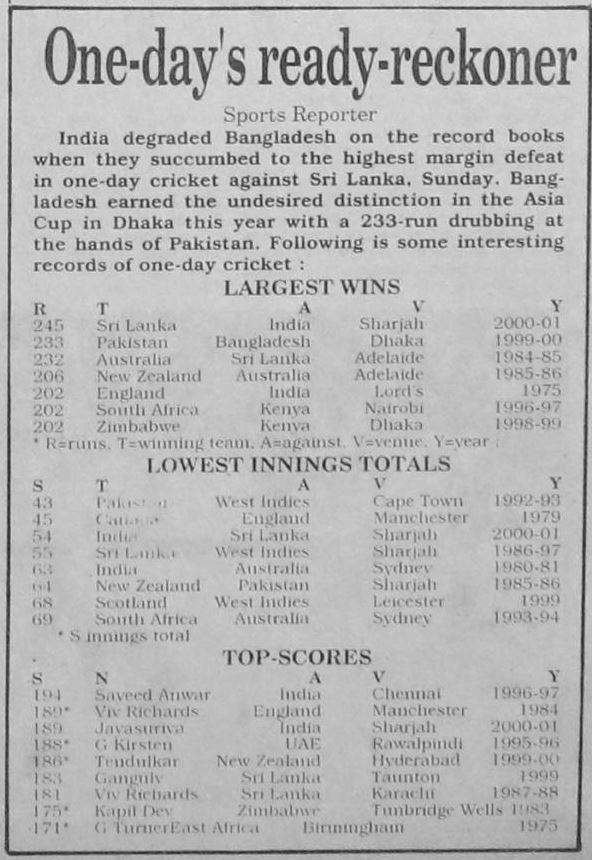 One-day's ready-reckoner
Sports Reporter
India degraded Bangladesh on the record books
when they succumbed to the highest margin defeat
in one-day cricket against Sri Lanka, Sunday. Bang-
ladesh earned the undesired distinction in the Asia
Cup in Dhaka this year with a 233-run drubbing at
the hands of Pakistan. Following is some interesting
records of one-day cricket :
LARGEST WINS
R T A V Y
245 Sri Lanka India Sharjah 2000-01
233 Pakistan Bangladesh Dhaka 1999-00
232 Australia Sri Lanka Adelaide 1984-85
206 New Zealand Australia Adelaide 1985-86
202 England India Lord's 1975
202 South Africa Kenya Nairobi 1996-97
202 Zimbabwe Kenya Dhaka 1998-99
* R=runs, T=winning team, A=against, V=venue, Y=year :
LOWEST INNINGS TOTALS
S T A V Y
43 Pakistan West Indies Cape Town 1992-93
45 Canada England Manchester 1979
54 India Sri Lanka Sharjah 2000-01
55 Sri Lanka West Indies Sharjah 1986-97
63 India Australia Sydney 1980-81
64 New Zealand Pakistan Sharjah 1985-86
68 Scotland West Indies Leicester 1999
69 South Africa Australia Sydney 1993-94
* S innings total
TOP-SCORES
S N A V Y
194 Sayeed Anwar India Chennai 1996-97
189* Viv Richards England Manchester 1984
189 Jayasuriya India Sharjah 2000-01
188* G Kirsten UAE Rawalpindi 1995-96
186* Tendulkar New Zealand Hyderabad 1999-00
183 Ganguly Sri Lanka Taunton 1999
181 Viv Richards Sri Lanka Karachi 1987-88
175* Kapil Dev Zimbabwe Tunbridge Wells 1983
171* G TurnerEast Africa Birmingham 1975